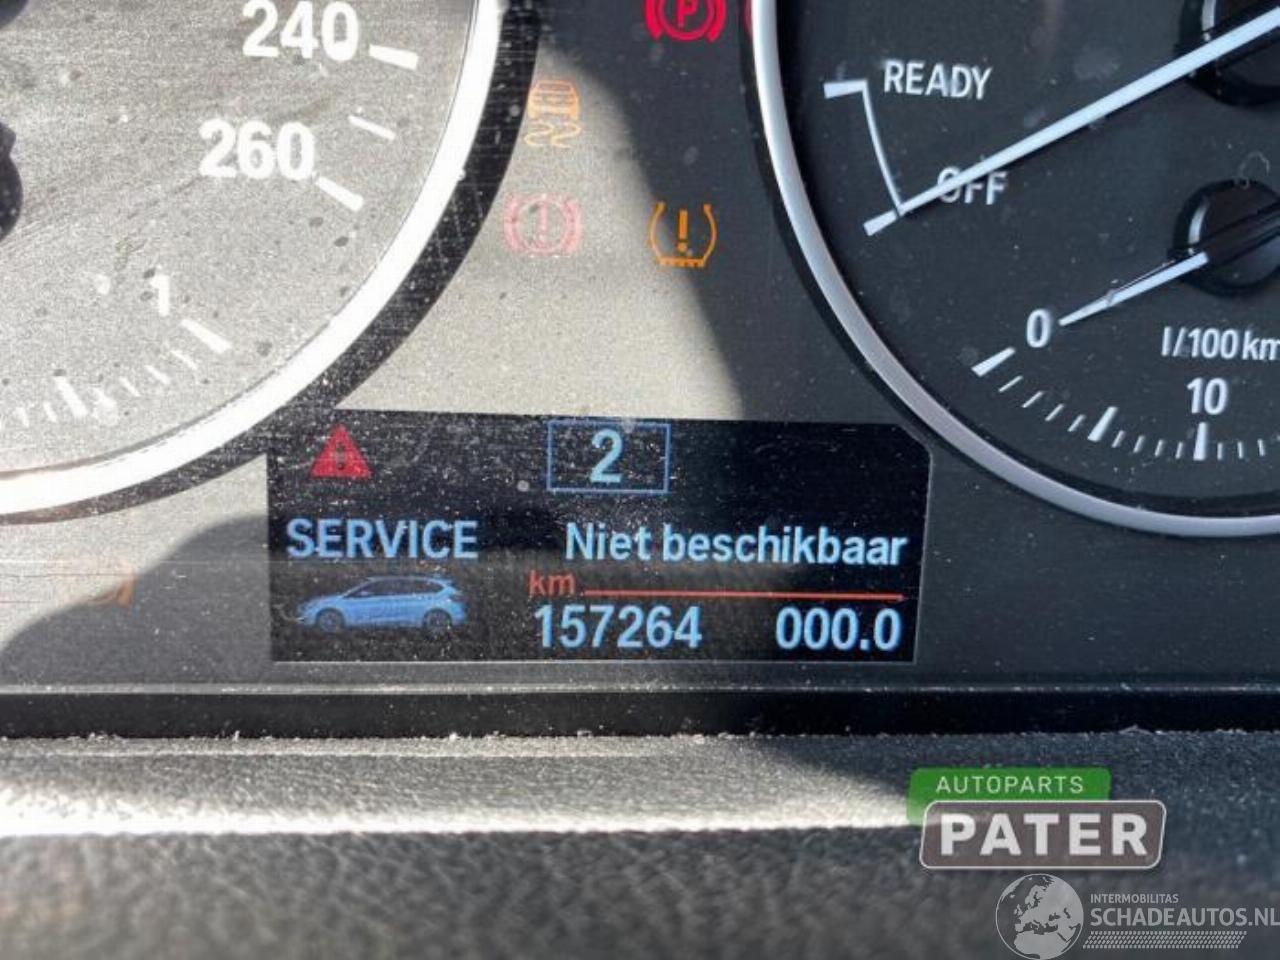 240
260
1
READY
OFF
0
l/100 km
10
2
SERVICE
Niet beschikbaar
km
157264
000.0
AUTOPARTS
PATER
INTERMOBILITAS
SCHADEAUTOS.NL